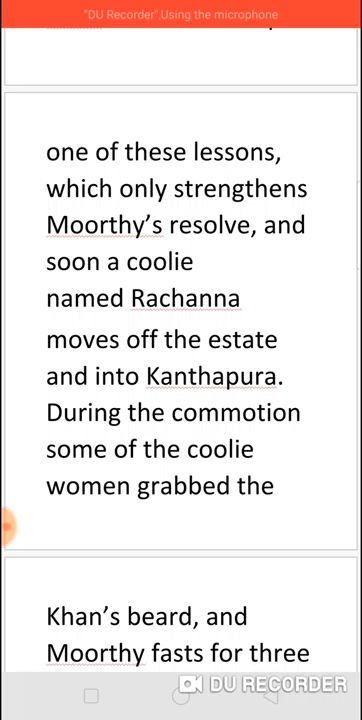 "DU Recorder",Using the microphone
one of these lessons,
which only strengthens
Moorthy’s resolve, and
soon a coolie
named Rachanna
moves off the estate
and into Kanthapura.
During the commotion
some of the coolie
women grabbed the
Khan’s beard, and
Moorthy fasts for three
DU RECORDER